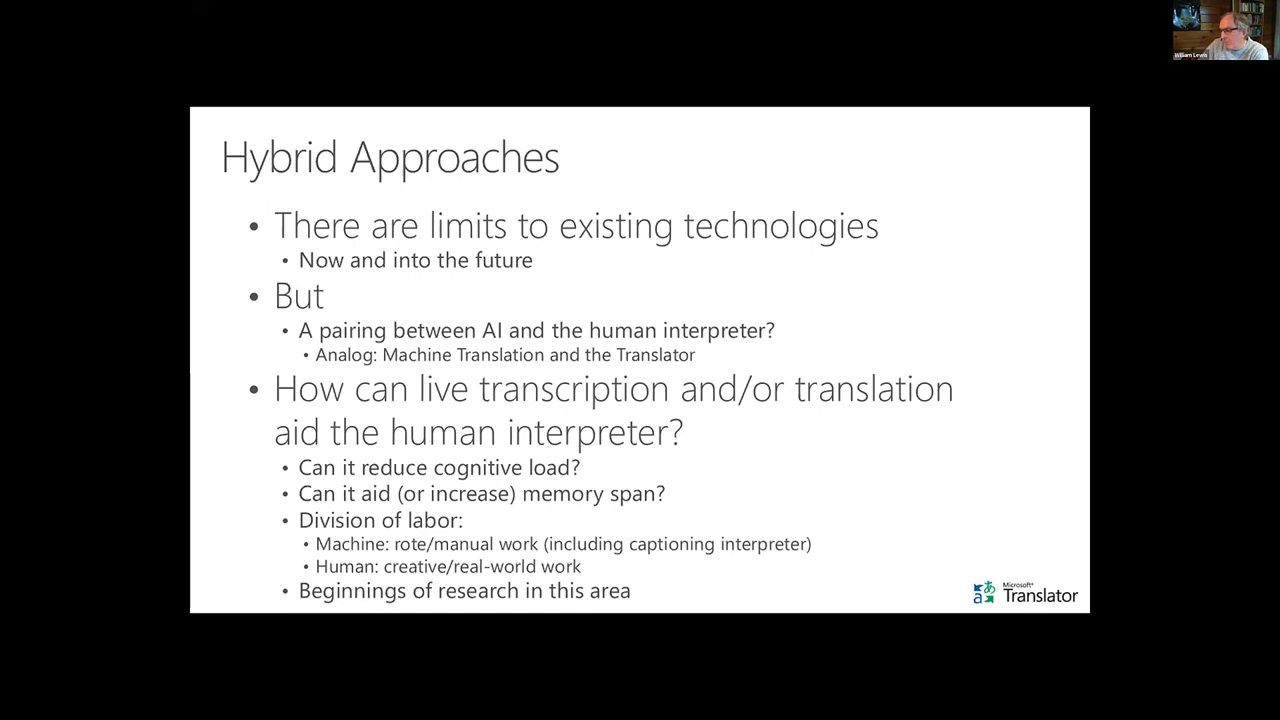 William Lewis
Hybrid Approaches
• There are limits to existing technologies
• Now and into the future
• But
• A pairing between AI and the human interpreter?
• Analog: Machine Translation and the Translator
• How can live transcription and/or translation
aid the human interpreter?
• Can it reduce cognitive load?
• Can it aid (or increase) memory span?
• Division of labor:
• Machine: rote/manual work (including captioning interpreter)
• Human: creative/real-world work
• Beginnings of research in this area
a あ
Microsoft®
Translator